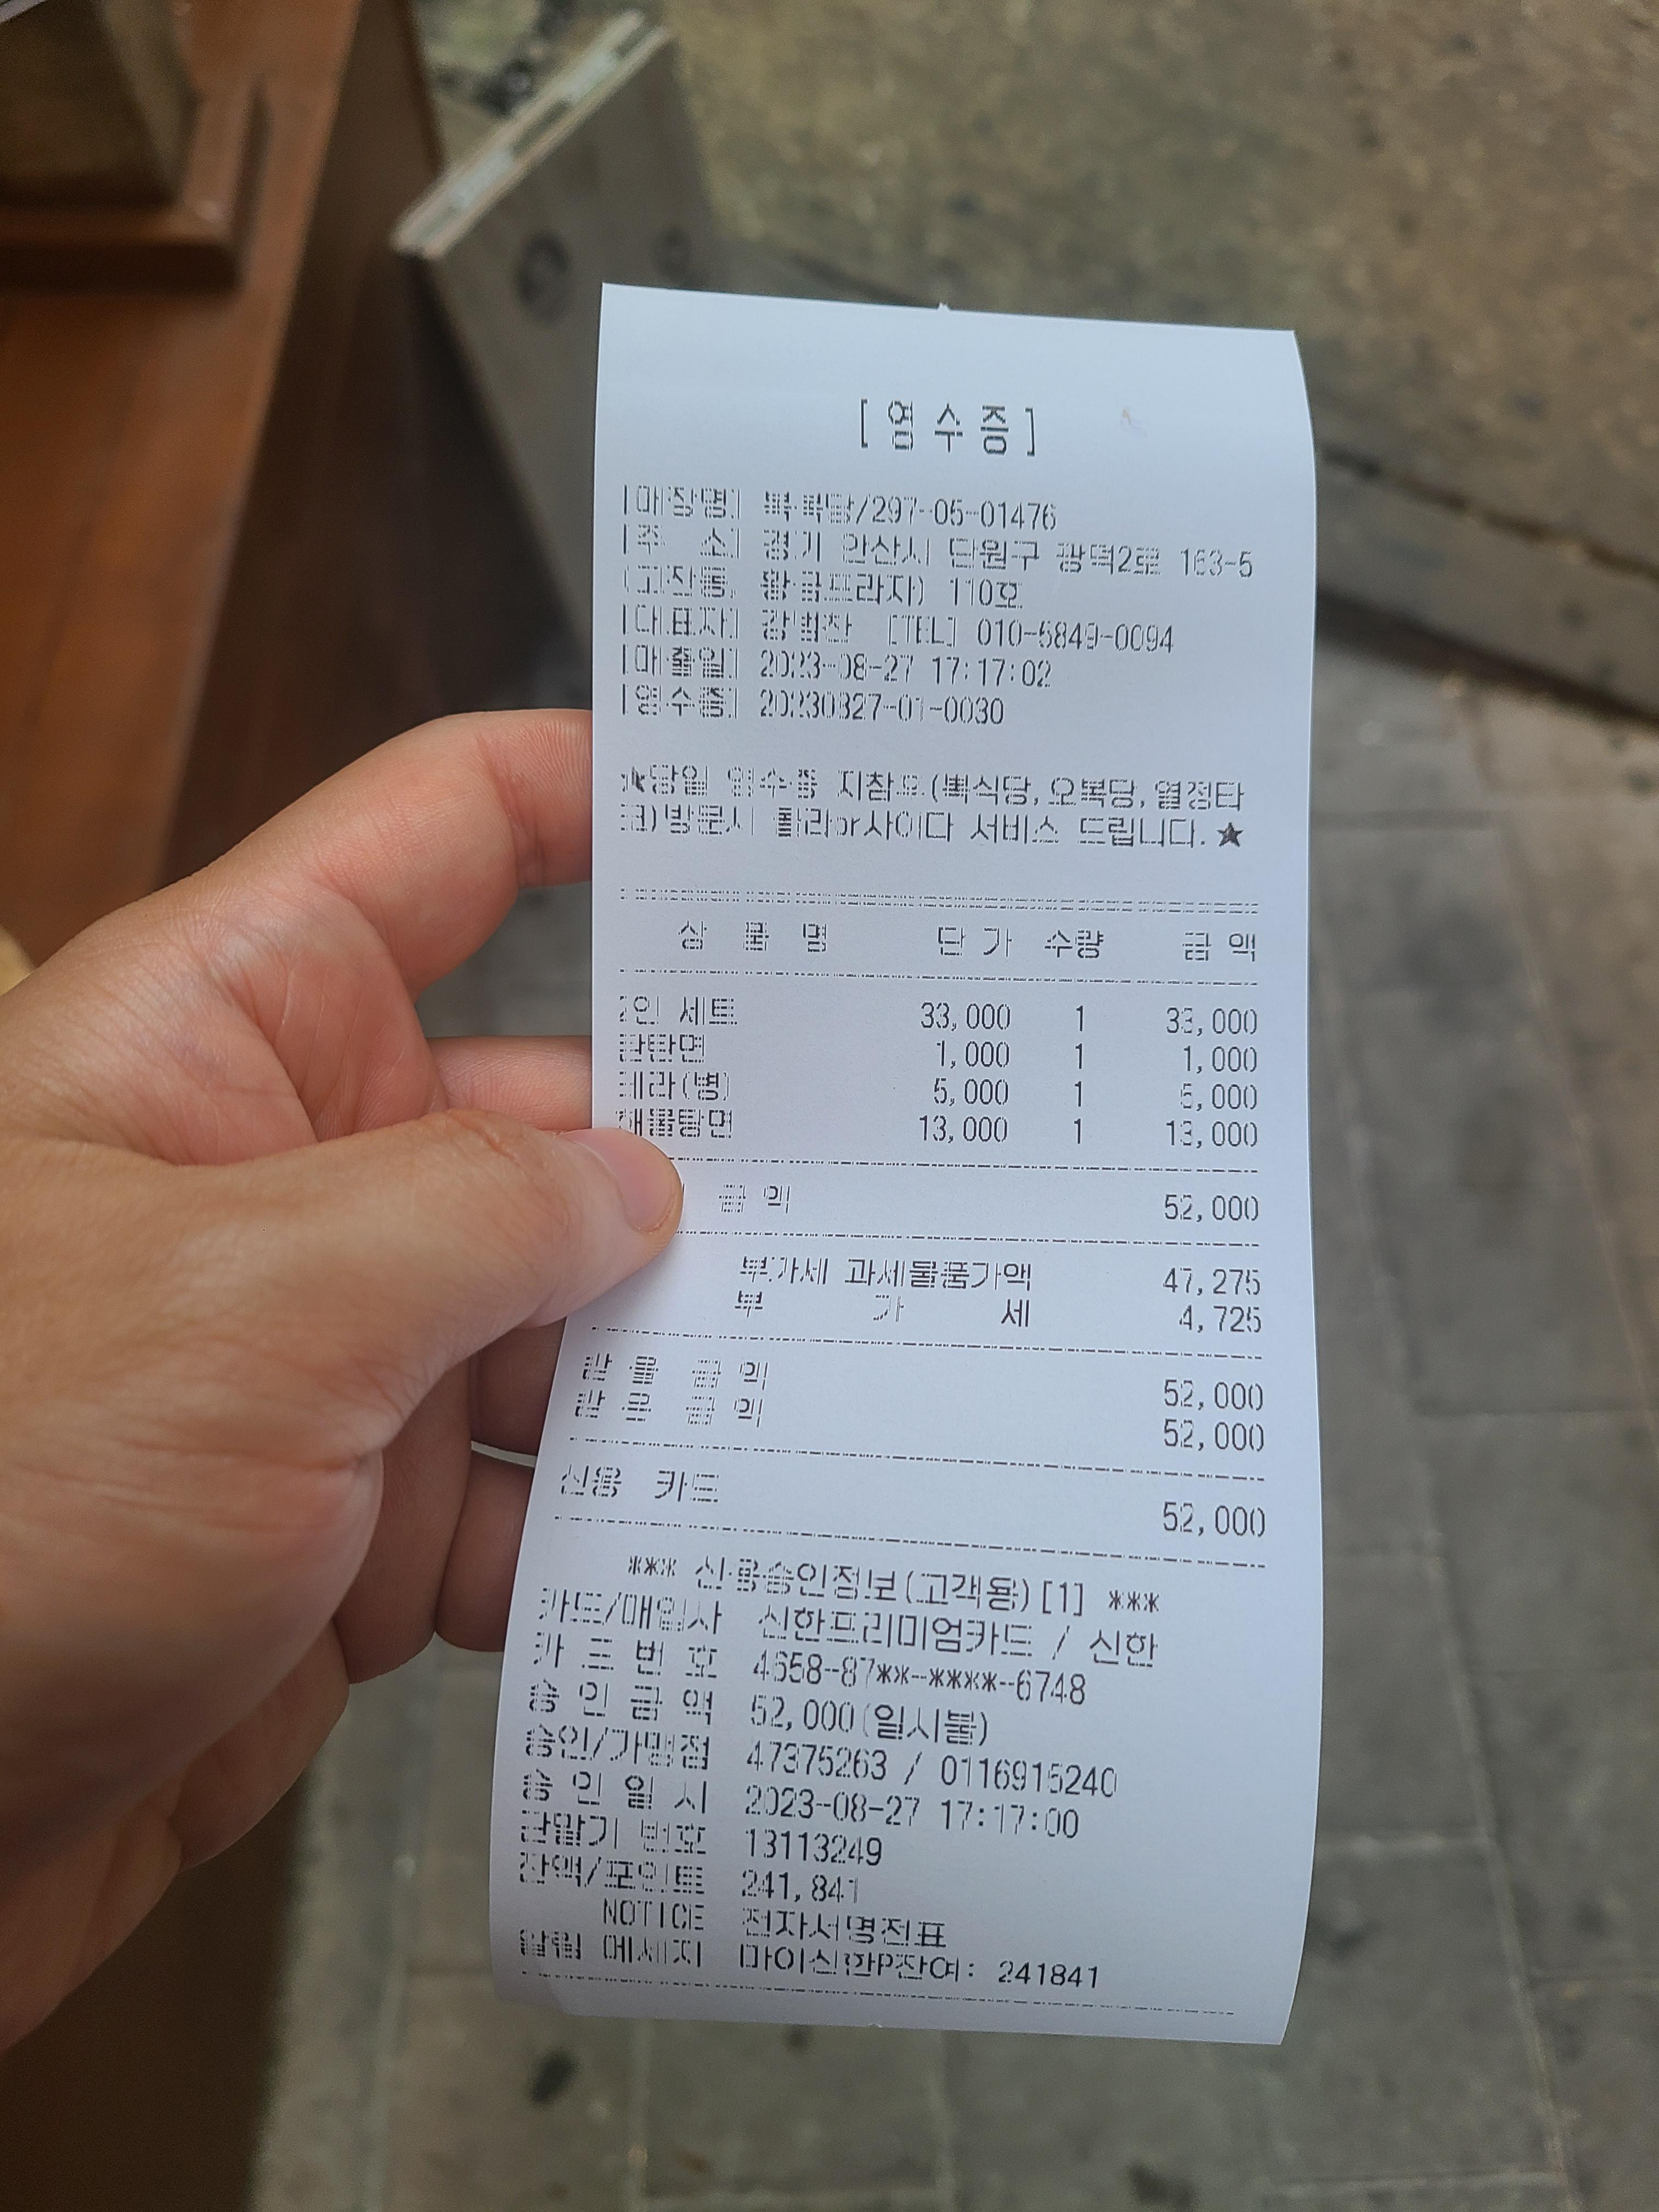 [ 영 수 증 ]
[매장명] 복복당/297-05-01476
[주 소] 경기 안산시 단원구 광덕2로 163-5
(고잔동, 황금프라자) 110호
[대표자] [TEL] 010-6849-0094
[매출일] 2023-08-27 17:17:02
[영수증] 20230827-01-0030
★당일 영수증 지참후(뽁식당, 오복당, 열정타
코)방문시 콜라or사이다 서비스 드립니다.★
상 품 명 단 가 수량 금 액
2인 세트 33,000 1 33,000
탄탄면 1,000 1 1,000
테라(병) 5,000 1 5,000
해물탕면 13,000 1 13,000
금 액 52,000
부가세 과세물품가액 47,275
부 가 세 4,725
받 을 금 액 52,000
받 은 금 액 52,000
신용 카드 52,000
*** 신용승인정보(고객용) [1] ***
카드/매입사 신한프리미엄카드 / 신한
카 드 번 호 4658-87**-****-6748
승 인 금 액 52,000(일시불)
승인/가맹점 47375263 / 0116915240
승 인 일 시 2023-08-27 17:17:00
단말기 번호 13113249
잔액/포인트 241,841
NOTICE 전자서명전표
알림 메세지 마이신한P잔여: 241841